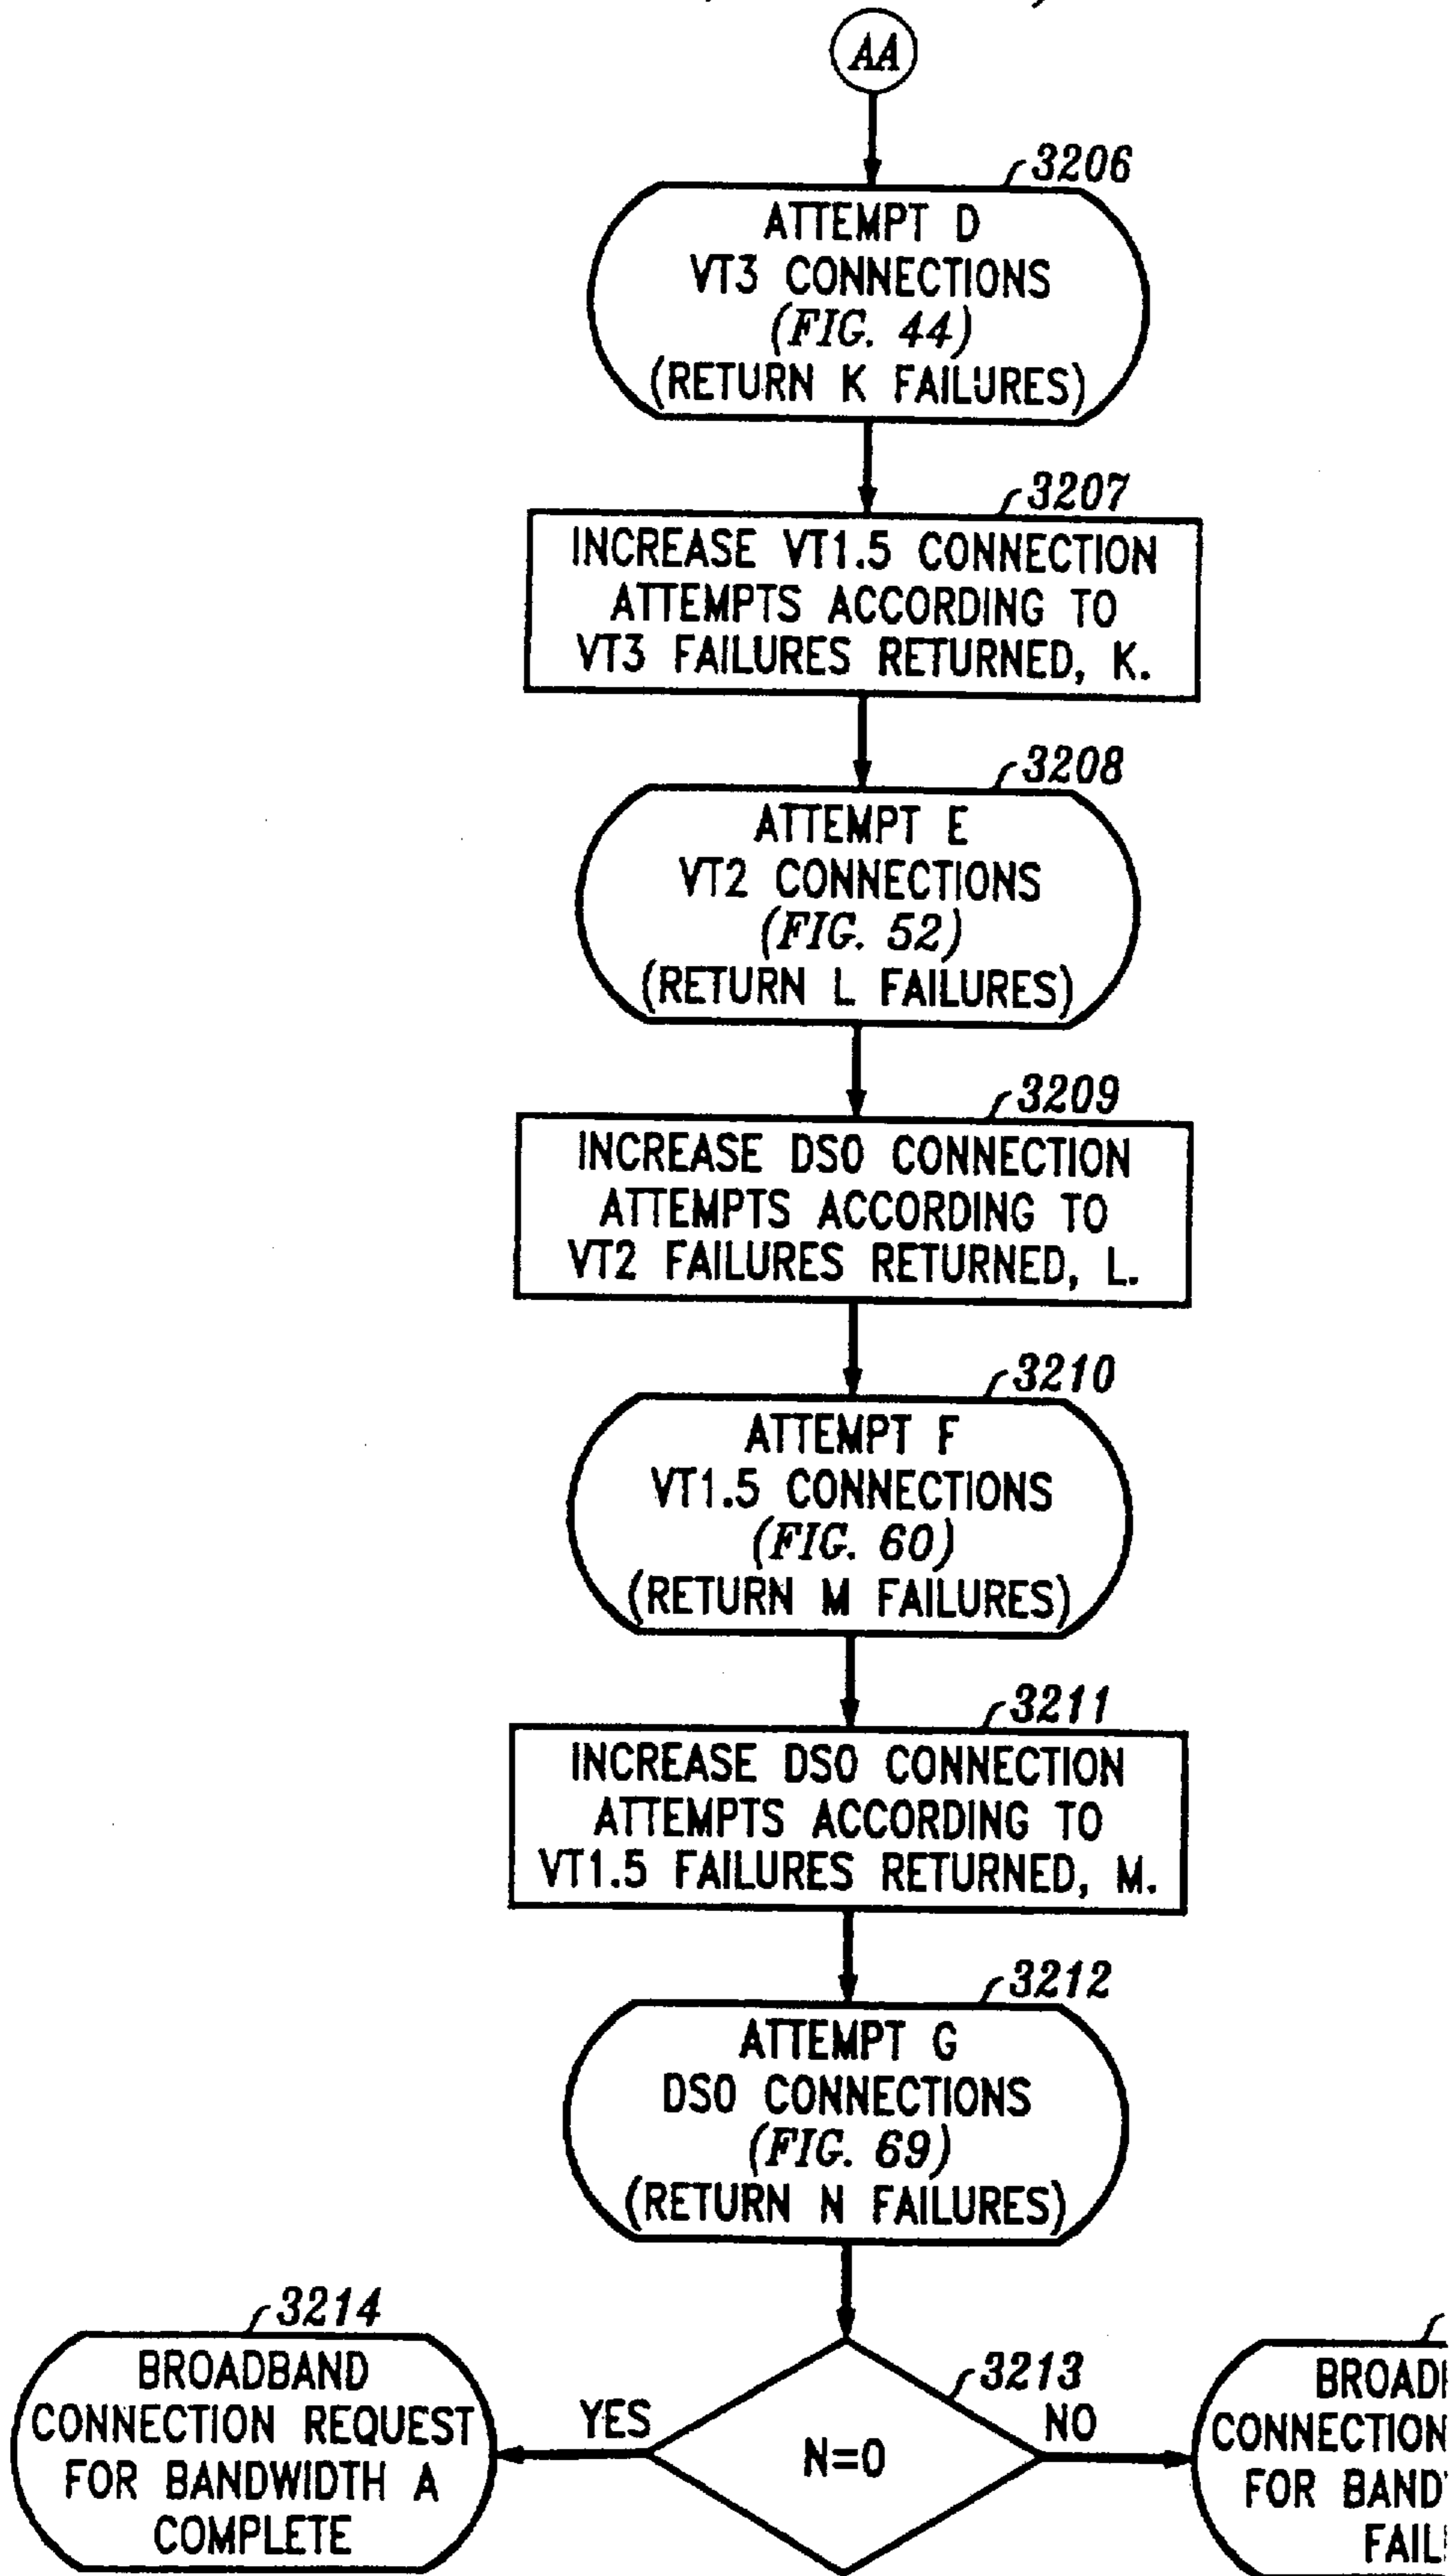 AA
3206
ATTEMPT D
VT3 CONNECTIONS
(FIG. 44)
(RETURN K FAILURES)
3207
INCREASE VT1.5 CONNECTION
ATTEMPTS ACCORDING TO
VT3 FAILURES RETURNED, K.
3208
ATTEMPT E
VT2 CONNECTIONS
(FIG. 52)
(RETURN L FAILURES)
3209
INCREASE DS0 CONNECTION
ATTEMPTS ACCORDING TO
VT2 FAILURES RETURNED, L.
3210
ATTEMPT F
VT1.5 CONNECTIONS
(FIG. 60)
(RETURN M FAILURES)
3211
INCREASE DS0 CONNECTION
ATTEMPTS ACCORDING TO
VT1.5 FAILURES RETURNED, M.
3212
ATTEMPT G
DS0 CONNECTIONS
(FIG. 69)
(RETURN N FAILURES)
3213
N=0
YES
NO
3214
BROADBAND
CONNECTION REQUEST
FOR BANDWIDTH A
COMPLETE
CONNECTION
FOR